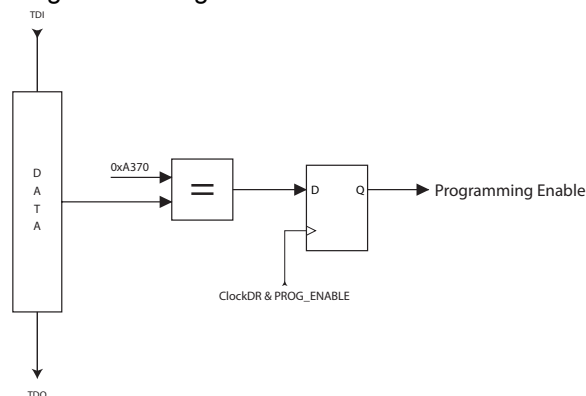 TDI
D
A
T
A
0xA370
=
D
Q
Programming Enable
ClockDR & PROG_ENABLE
TDO